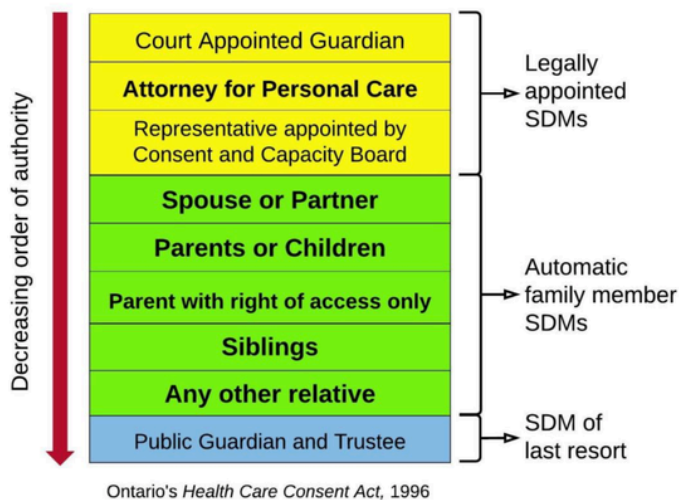 Decreasing order of authority
Court Appointed Guardian
Attorney for Personal Care
Representative appointed by
Consent and Capacity Board
Spouse or Partner
Parents or Children
Parent with right of access only
Siblings
Any other relative
Public Guardian and Trustee
Legally
appointed
SDMs
Automatic
family member
SDMs
SDM of
last resort
Ontario's Health Care Consent Act, 1996